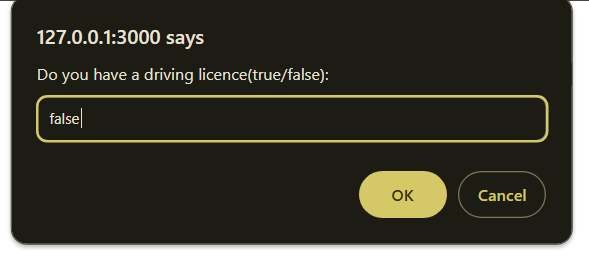 127.0.0.1:3000 says
Do you have a driving licence(true/false):
false
OK
Cancel